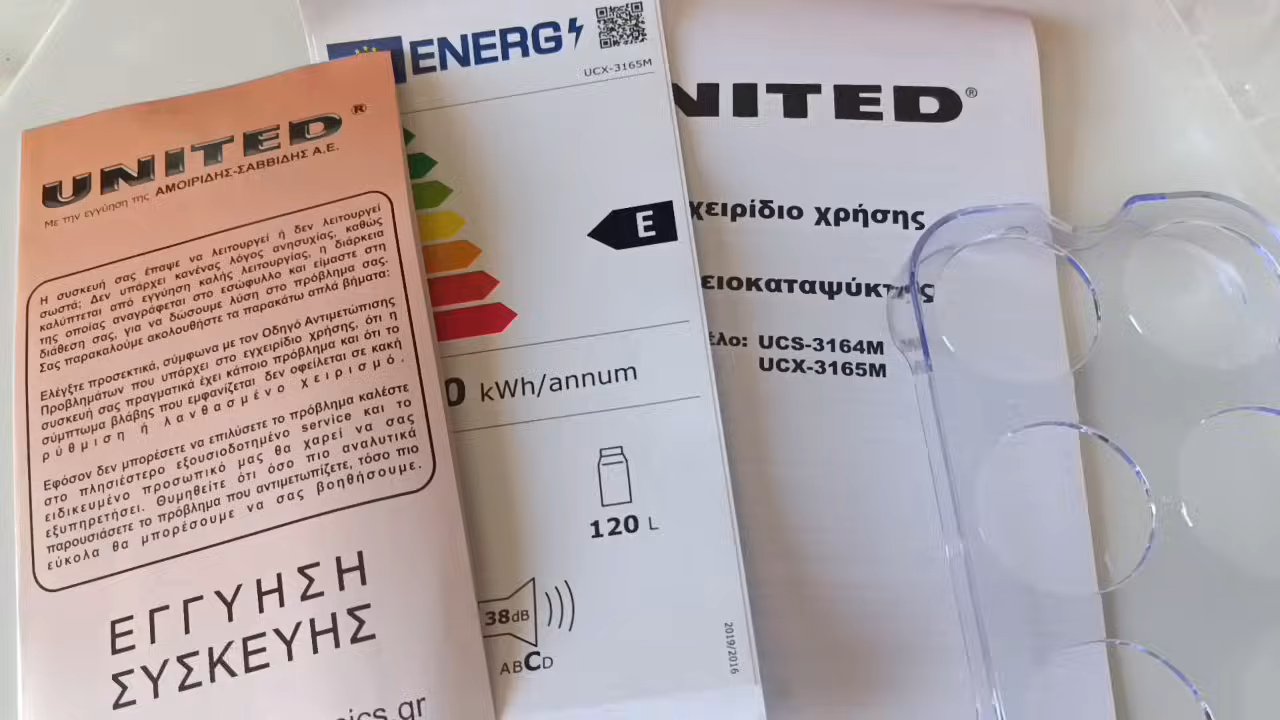 UNITED®
Με την εγγύηση της ΑΜΟΙΡΙΔΗΣ-ΣΑΒΒΙΔΗΣ Α.Ε.
Η συσκευή σας έπαψε να λειτουργεί ή δεν λειτουργεί
σωστά; Δεν υπάρχει κανένας λόγος ανησυχίας, καθώς
καλύπτεται από εγγύηση καλής λειτουργίας, η διάρκεια
της οποίας αναγράφεται στο εσώφυλλο και είμαστε στη
διάθεση σας, για να δώσουμε λύση στο πρόβλημα σας.
Σας παρακαλούμε ακολουθήστε τα παρακάτω απλά βήματα:
Ελέγξτε προσεκτικά, σύμφωνα με τον Οδηγό Αντιμετώπισης
Προβλημάτων που υπάρχει στο εγχειρίδιο χρήσης, ότι η
συσκευή σας πραγματικά έχει κάποιο πρόβλημα και ότι το
σύμπτωμα βλάβης που εμφανίζεται δεν οφείλεται σε κακή
ρύθμιση ή λανθασμένο χειρισμό.
Εφόσον δεν μπορέσετε να επιλύσετε το πρόβλημα καλέστε
στο πλησιέστερο εξουσιοδοτημένο service και το
ειδικευμένο προσωπικό μας θα χαρεί να σας
εξυπηρετήσει. Θυμηθείτε ότι όσο πιο αναλυτικά
παρουσιάσετε το πρόβλημα που αντιμετωπίζετε, τόσο πιο
εύκολα θα μπορέσουμε να σας βοηθήσουμε.
ΕΓΓΥΗΣΗ
ΣΥΣΚΕΥΗΣ
ics.gr
ENERG
UCX-3165M
E
0 kWh/annum
120 L
38dB
ABCD
2019/2016
NITED®
χειρίδιο χρήσης
ειοκαταψύκτης
λο: UCS-3164M
UCX-3165M